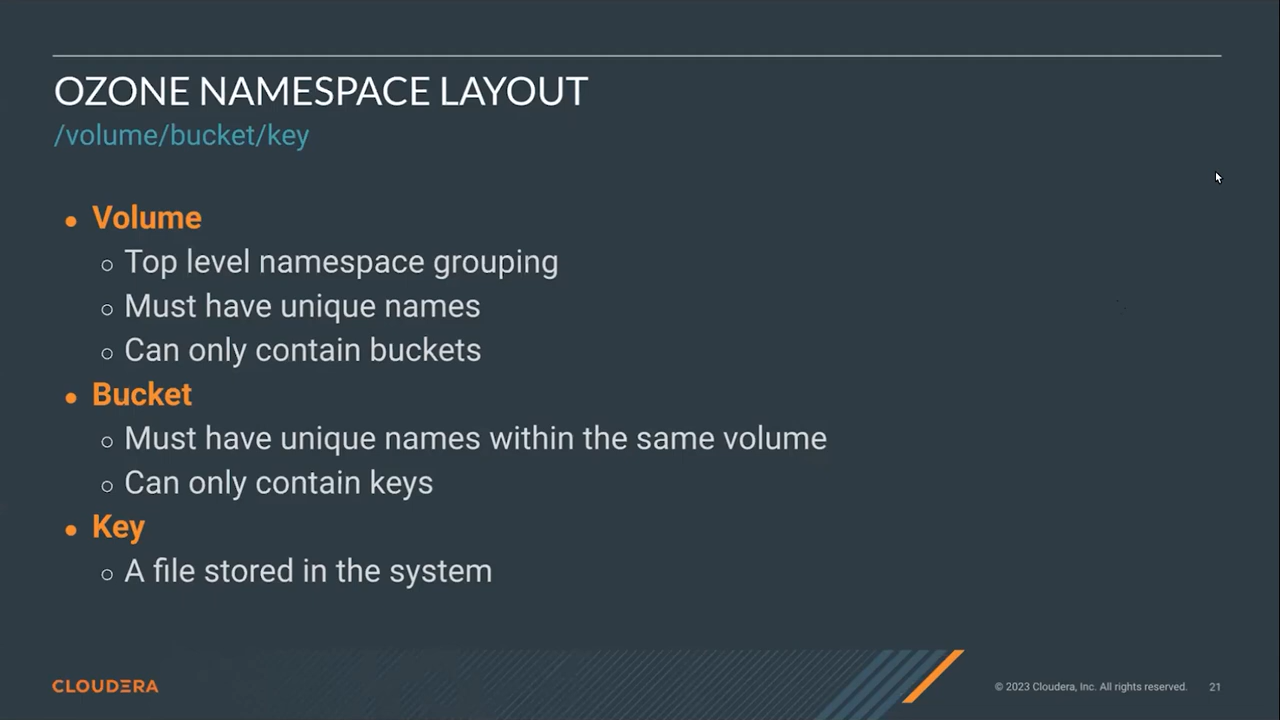 OZONE NAMESPACE LAYOUT
/volume/bucket/key
• Volume
○ Top level namespace grouping
○ Must have unique names
○ Can only contain buckets
• Bucket
○ Must have unique names within the same volume
○ Can only contain keys
• Key
○ A file stored in the system
CLOUDERA
© 2023 Cloudera, Inc. All rights reserved. 21